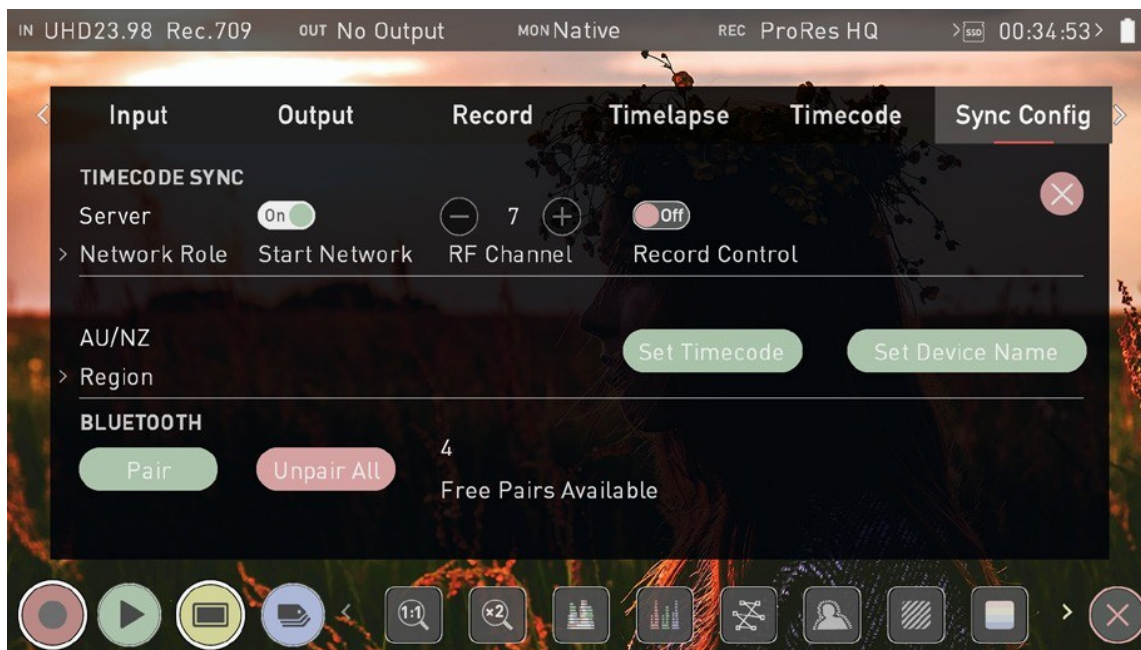 IN UHD23.98 Rec.709 OUT No Output MON Native REC ProRes HQ >SSD 00:34:53>
< Input Output Record Timelapse Timecode Sync Config >
TIMECODE SYNC
Server On − 7 + Off
> Network Role Start Network RF Channel Record Control
AU/NZ
Set Timecode Set Device Name
> Region
BLUETOOTH
4
Pair Unpair All
Free Pairs Available
1:1 ×2